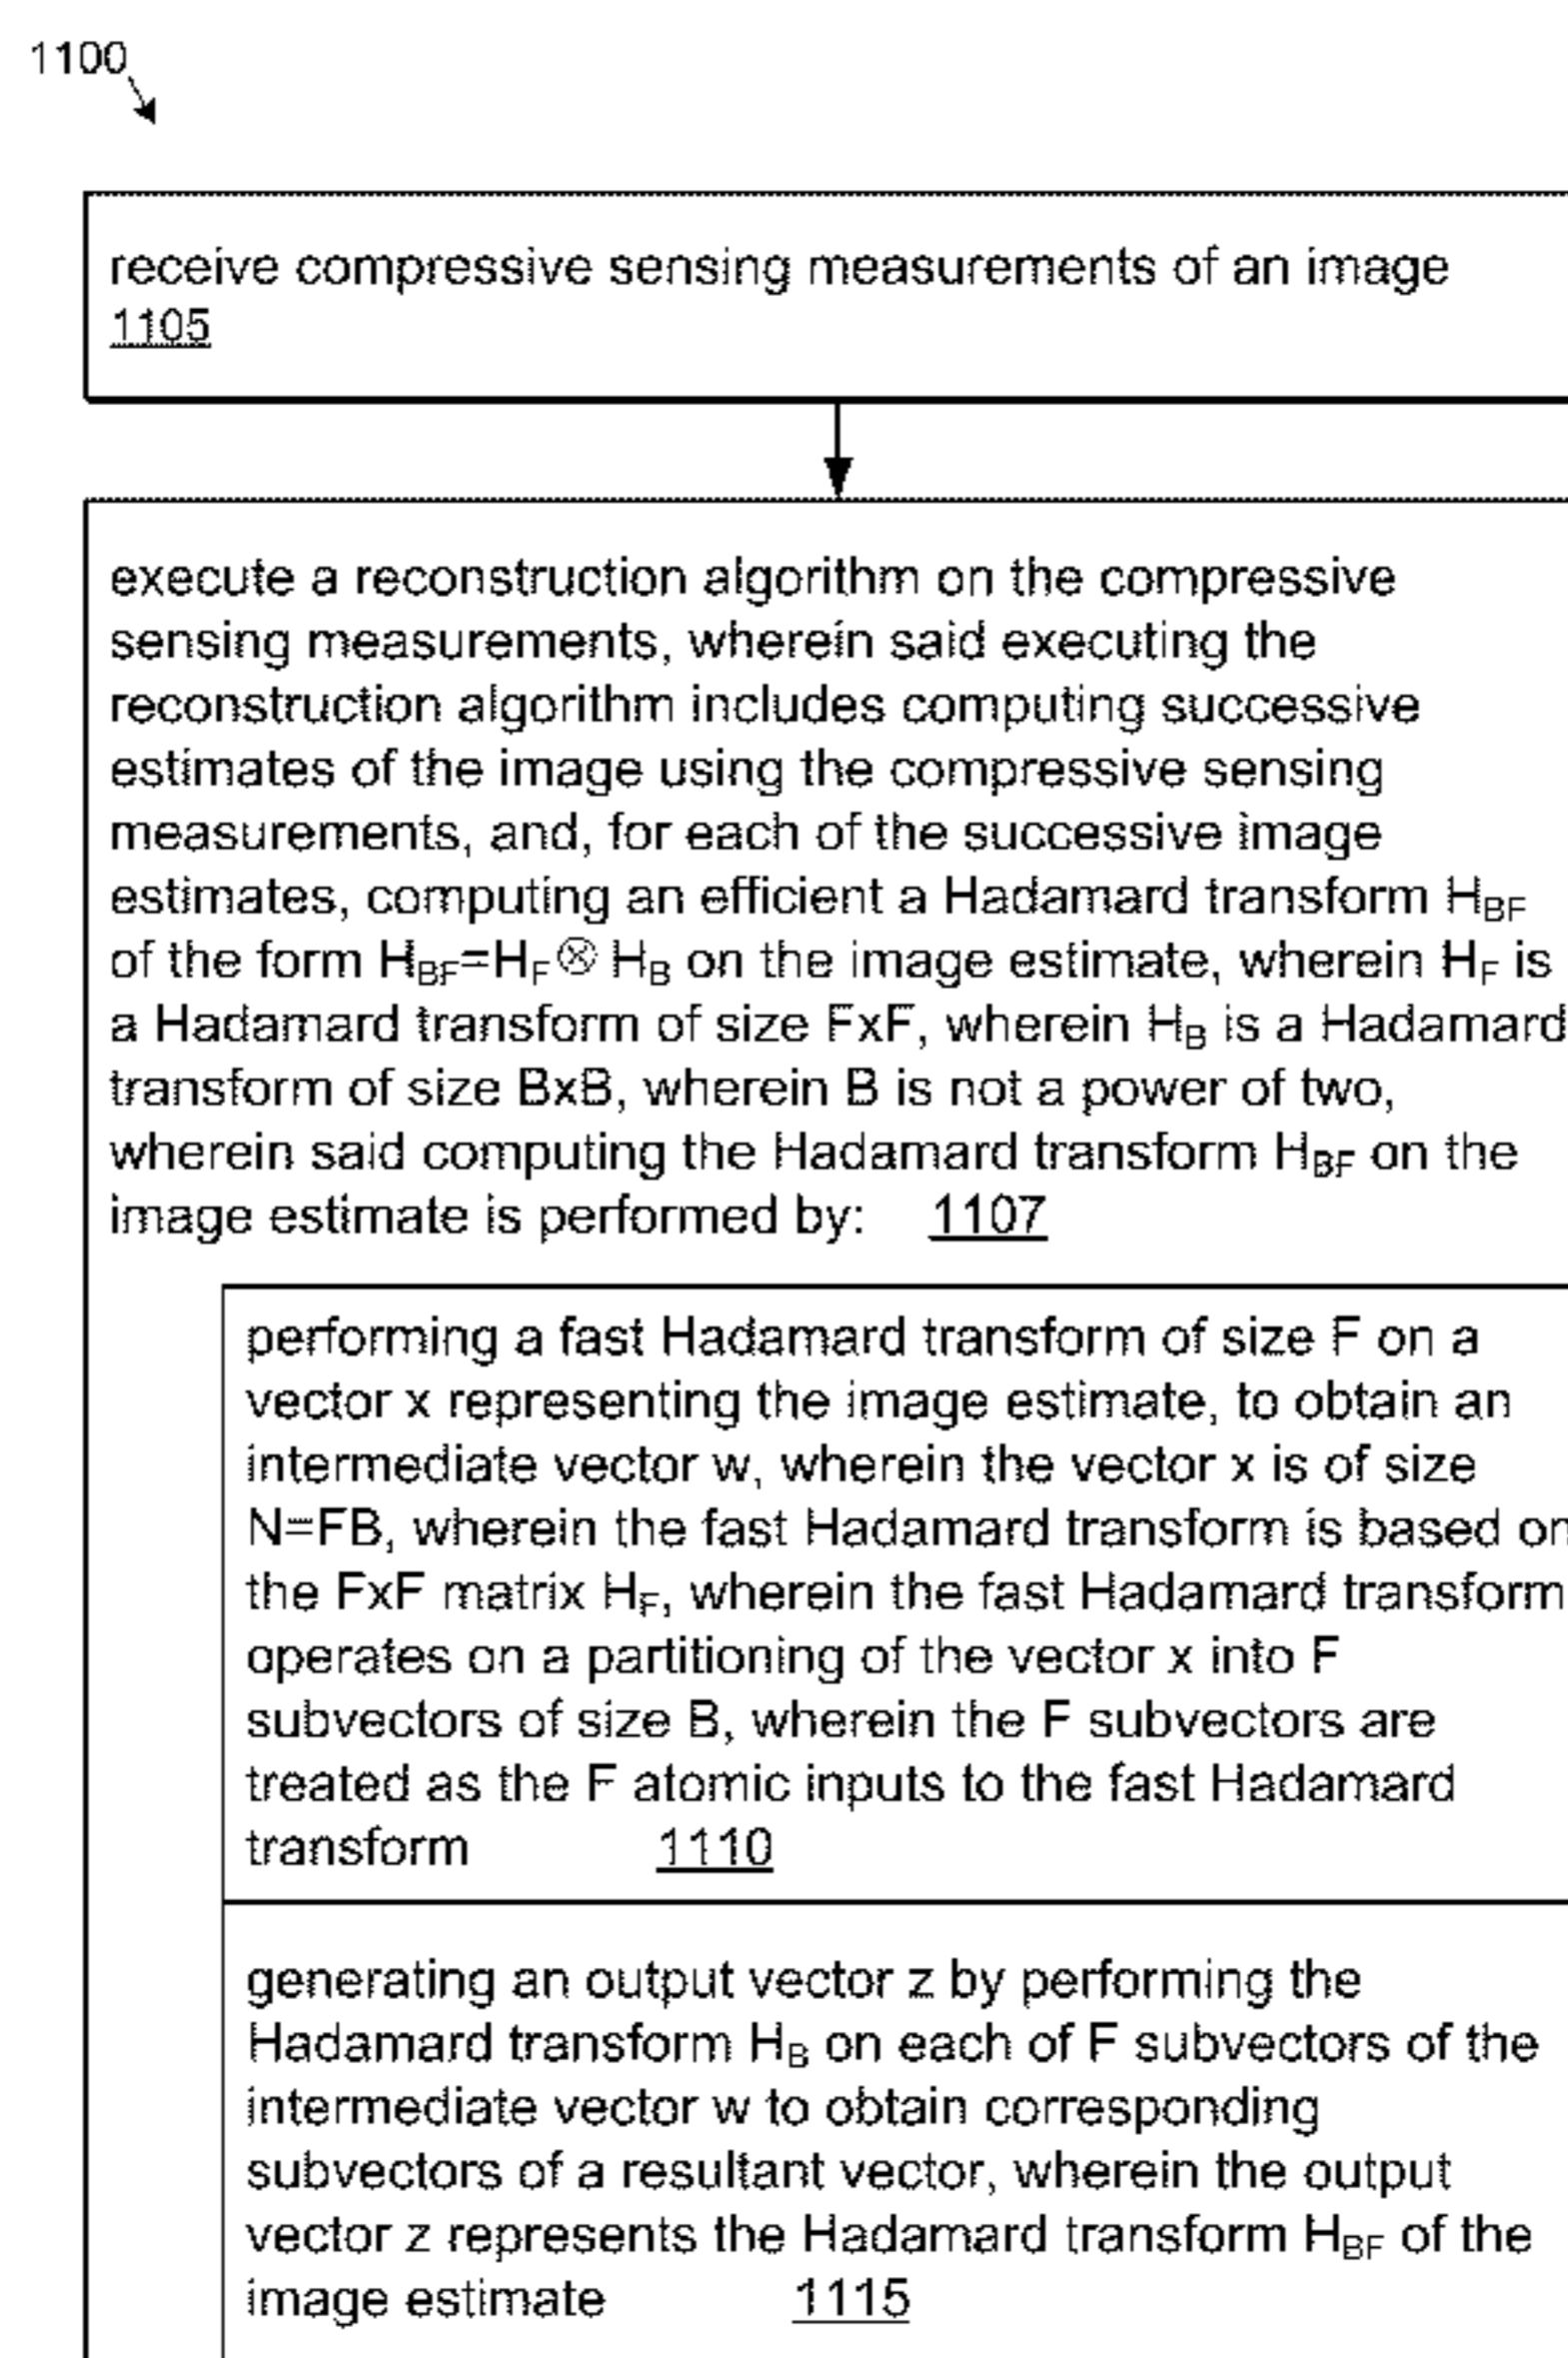 1100
receive compressive sensing measurements of an image
1105
execute a reconstruction algorithm on the compressive
sensing measurements, wherein said executing the
reconstruction algorithm includes computing successive
estimates of the image using the compressive sensing
measurements, and, for each of the successive image
estimates, computing an efficient a Hadamard transform H_BF
of the form H_BF=H_F⊗ H_B on the image estimate, wherein H_F is
a Hadamard transform of size FxF, wherein H_B is a Hadamard
transform of size BxB, wherein B is not a power of two,
wherein said computing the Hadamard transform H_BF on the
image estimate is performed by: 1107
performing a fast Hadamard transform of size F on a
vector x representing the image estimate, to obtain an
intermediate vector w, wherein the vector x is of size
N=FB, wherein the fast Hadamard transform is based on
the FxF matrix H_F, wherein the fast Hadamard transform
operates on a partitioning of the vector x into F
subvectors of size B, wherein the F subvectors are
treated as the F atomic inputs to the fast Hadamard
transform 1110
generating an output vector z by performing the
Hadamard transform H_B on each of F subvectors of the
intermediate vector w to obtain corresponding
subvectors of a resultant vector, wherein the output
vector z represents the Hadamard transform H_BF of the
image estimate 1115